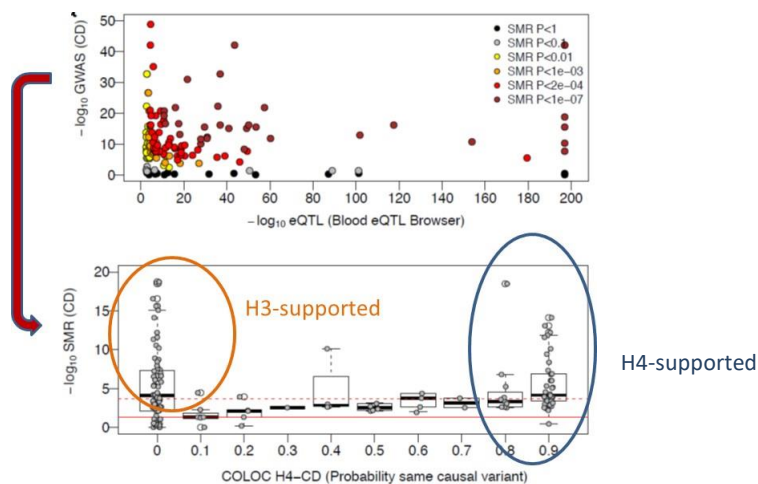 50
40
30
20
10
0
−log10 GWAS (CD)
SMR P<1
SMR P<0.1
SMR P<0.01
SMR P<1e−03
SMR P<2e−04
SMR P<1e−07
0 20 40 60 80 100 120 140 160 180 200
−log10 eQTL (Blood eQTL Browser)
20
15
10
5
0
−log10 SMR (CD)
H3-supported
H4-supported
0 0.1 0.2 0.3 0.4 0.5 0.6 0.7 0.8 0.9
COLOC H4−CD (Probability same causal variant)